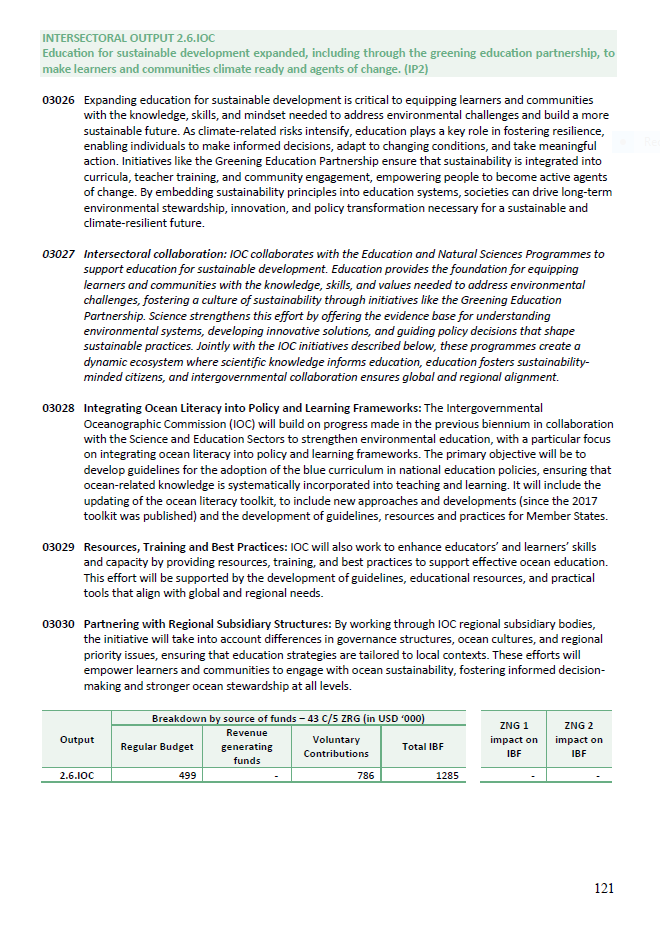 INTERSECTORAL OUTPUT 2.6.IOC
Education for sustainable development expanded, including through the greening education partnership, to
make learners and communities climate ready and agents of change. (IP2)
03026 Expanding education for sustainable development is critical to equipping learners and communities
with the knowledge, skills, and mindset needed to address environmental challenges and build a more
sustainable future. As climate-related risks intensify, education plays a key role in fostering resilience,
enabling individuals to make informed decisions, adapt to changing conditions, and take meaningful
action. Initiatives like the Greening Education Partnership ensure that sustainability is integrated into
curricula, teacher training, and community engagement, empowering people to become active agents
of change. By embedding sustainability principles into education systems, societies can drive long-term
environmental stewardship, innovation, and policy transformation necessary for a sustainable and
climate-resilient future.
03027 Intersectoral collaboration: IOC collaborates with the Education and Natural Sciences Programmes to
support education for sustainable development. Education provides the foundation for equipping
learners and communities with the knowledge, skills, and values needed to address environmental
challenges, fostering a culture of sustainability through initiatives like the Greening Education
Partnership. Science strengthens this effort by offering the evidence base for understanding
environmental systems, developing innovative solutions, and guiding policy decisions that shape
sustainable practices. Jointly with the IOC initiatives described below, these programmes create a
dynamic ecosystem where scientific knowledge informs education, education fosters sustainability-
minded citizens, and intergovernmental collaboration ensures global and regional alignment.
03028 Integrating Ocean Literacy into Policy and Learning Frameworks: The Intergovernmental
Oceanographic Commission (IOC) will build on progress made in the previous biennium in collaboration
with the Science and Education Sectors to strengthen environmental education, with a particular focus
on integrating ocean literacy into policy and learning frameworks. The primary objective will be to
develop guidelines for the adoption of the blue curriculum in national education policies, ensuring that
ocean-related knowledge is systematically incorporated into teaching and learning. It will include the
updating of the ocean literacy toolkit, to include new approaches and developments (since the 2017
toolkit was published) and the development of guidelines, resources and practices for Member States.
03029 Resources, Training and Best Practices: IOC will also work to enhance educators' and learners' skills
and capacity by providing resources, training, and best practices to support effective ocean education.
This effort will be supported by the development of guidelines, educational resources, and practical
tools that align with global and regional needs.
03030 Partnering with Regional Subsidiary Structures: By working through IOC regional subsidiary bodies,
the initiative will take into account differences in governance structures, ocean cultures, and regional
priority issues, ensuring that education strategies are tailored to local contexts. These efforts will
empower learners and communities to engage with ocean sustainability, fostering informed decision-
making and stronger ocean stewardship at all levels.
Output
Breakdown by source of funds – 43 C/5 ZRG (in USD '000)
Regular Budget
Revenue
generating
funds
Voluntary
Contributions
Total IBF
ZNG 1
impact on
IBF
ZNG 2
impact on
IBF
2.6.IOC 499 - 786 1285 - -
121